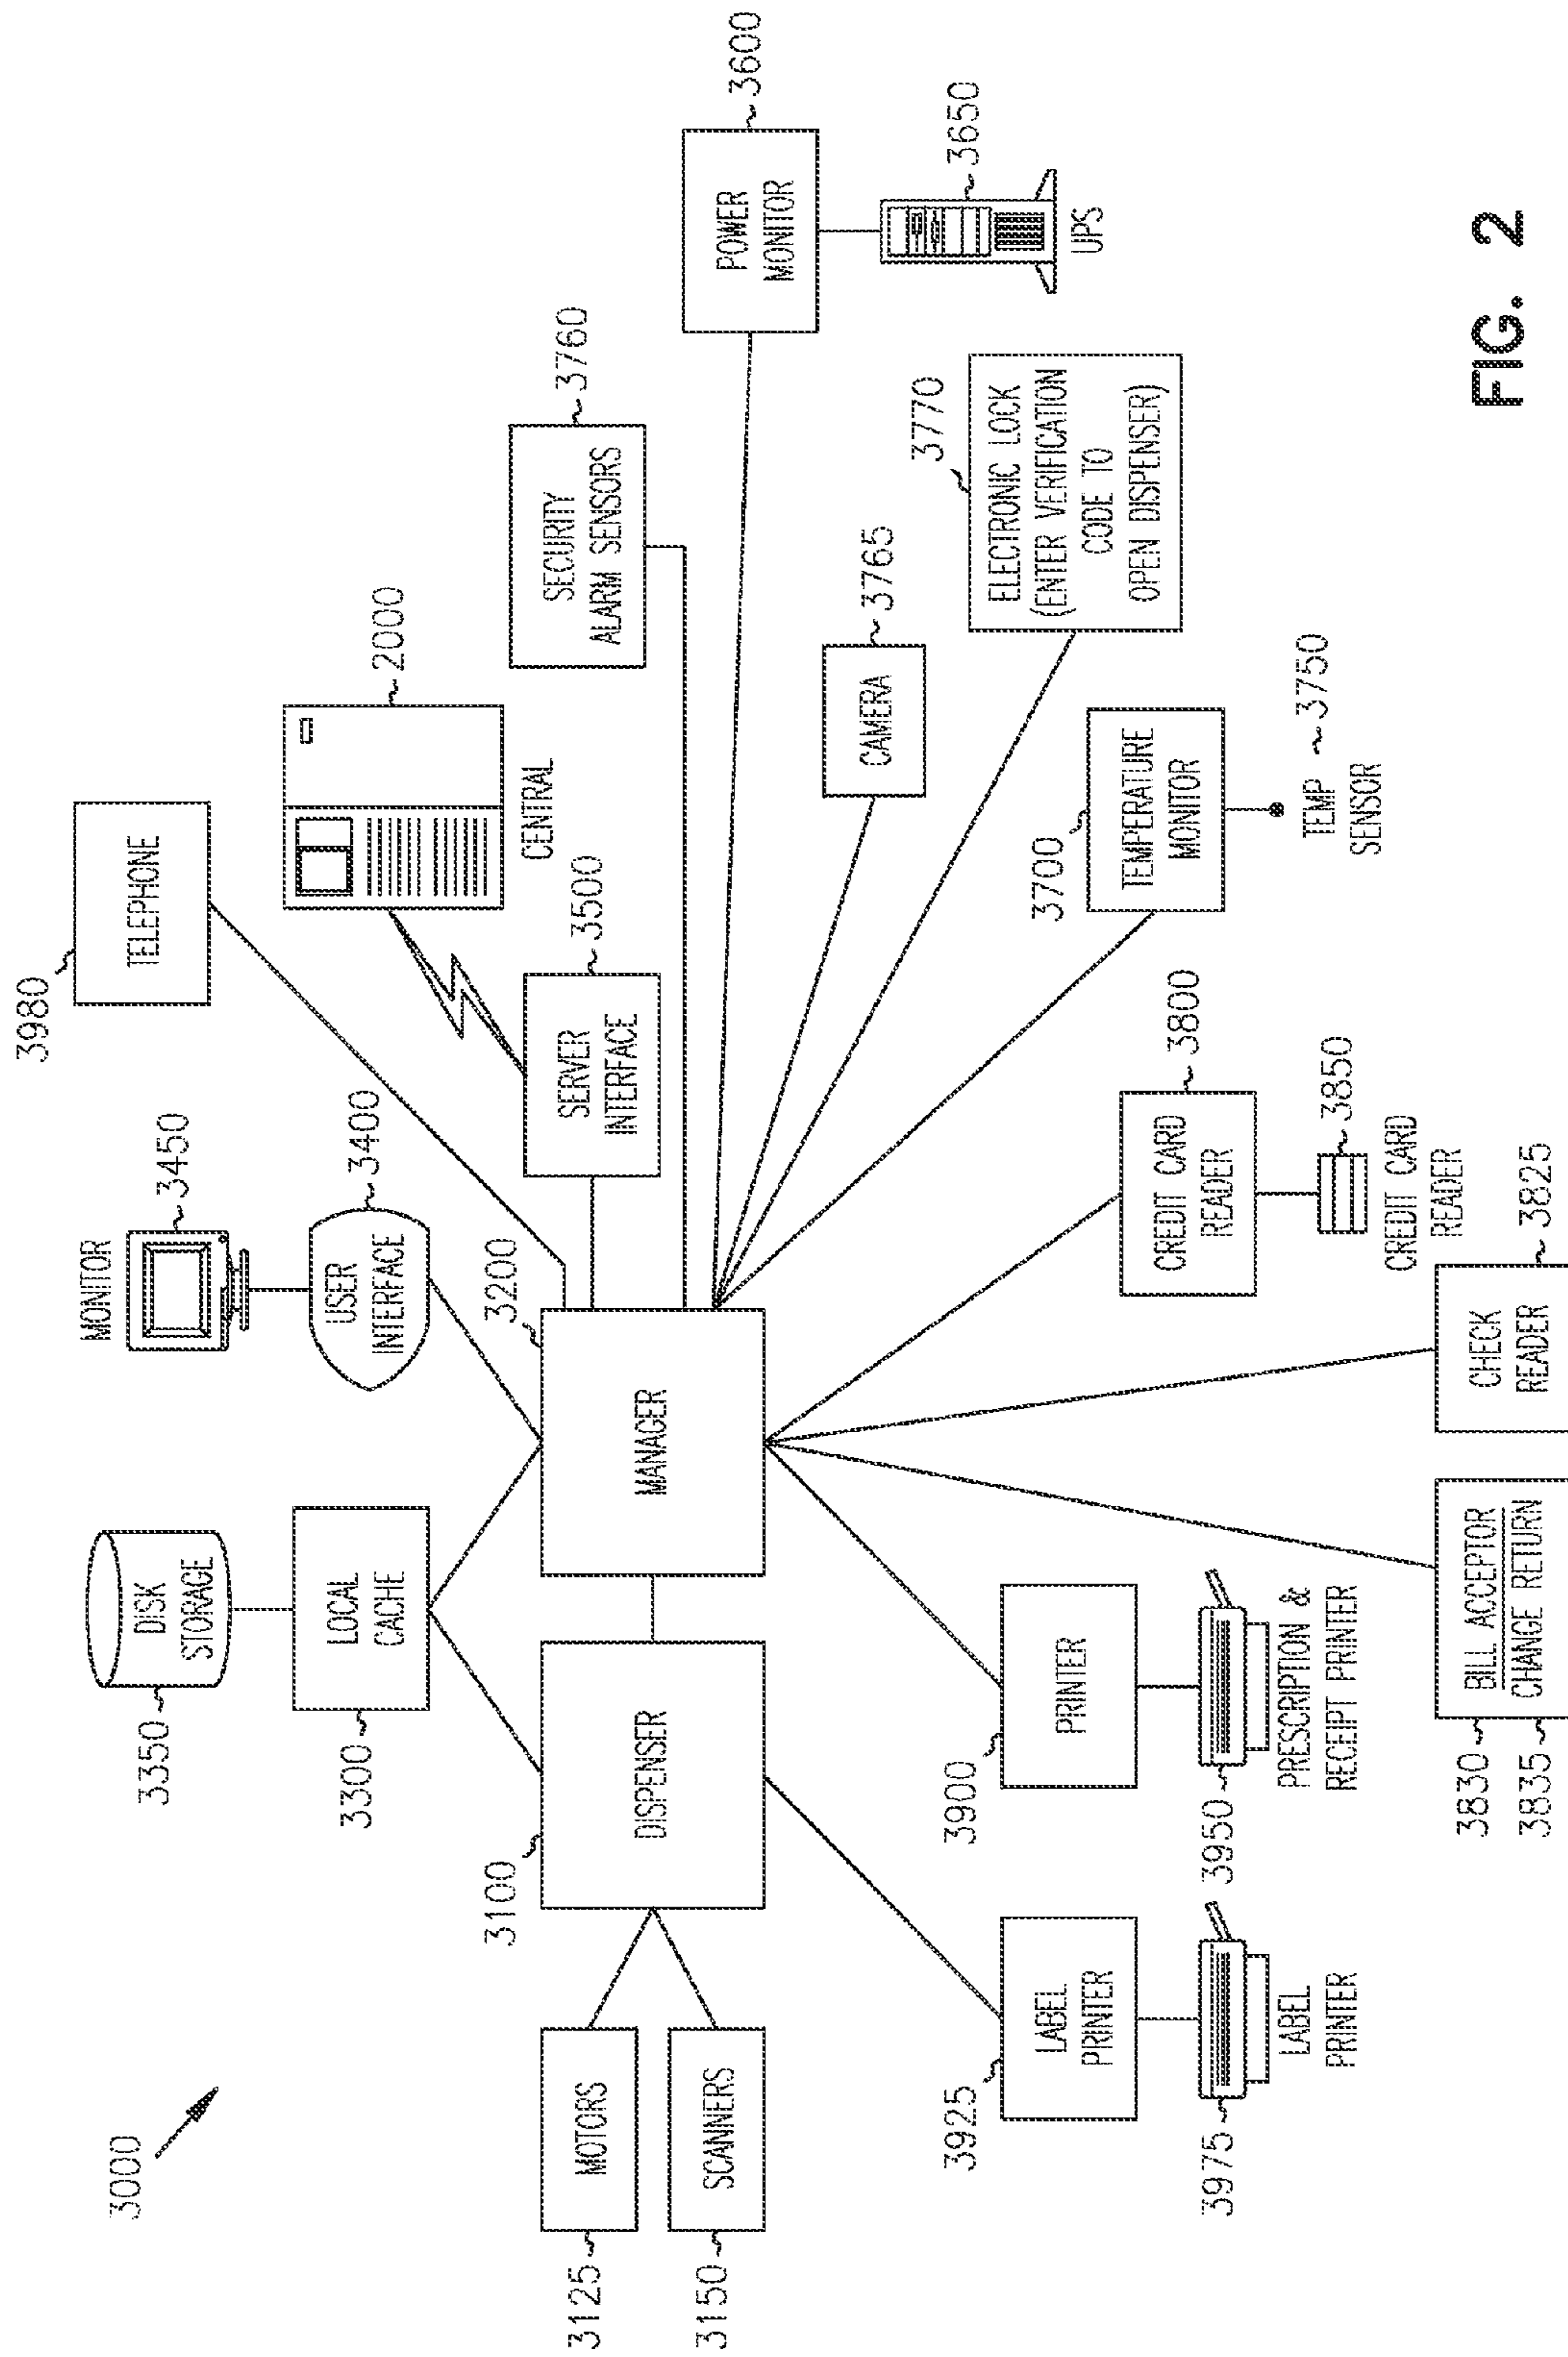 3000
3980
TELEPHONE
MONITOR
3450
USER
INTERFACE
3400
DISK
STORAGE
3350
LOCAL
CACHE
3300
2000
CENTRAL
SERVER
INTERFACE
3500
SECURITY
ALARM SENSORS
3760
POWER
MONITOR
3600
3650
UPS
MOTORS
3125
SCANNERS
3150
DISPENSER
3100
MANAGER
3200
CAMERA
3765
ELECTRONIC LOCK
(ENTER VERIFICATION
CODE TO
OPEN DISPENSER)
3770
TEMPERATURE
MONITOR
3700
TEMP
SENSOR
3750
LABEL
PRINTER
3925
3975
LABEL
PRINTER
PRINTER
3900
3950
PRESCRIPTION &
RECEIPT PRINTER
CREDIT CARD
READER
3800
3850
CREDIT CARD
READER
3830
BILL ACCEPTOR
3835
CHANGE RETURN
CHECK
READER
3825
FIG. 2